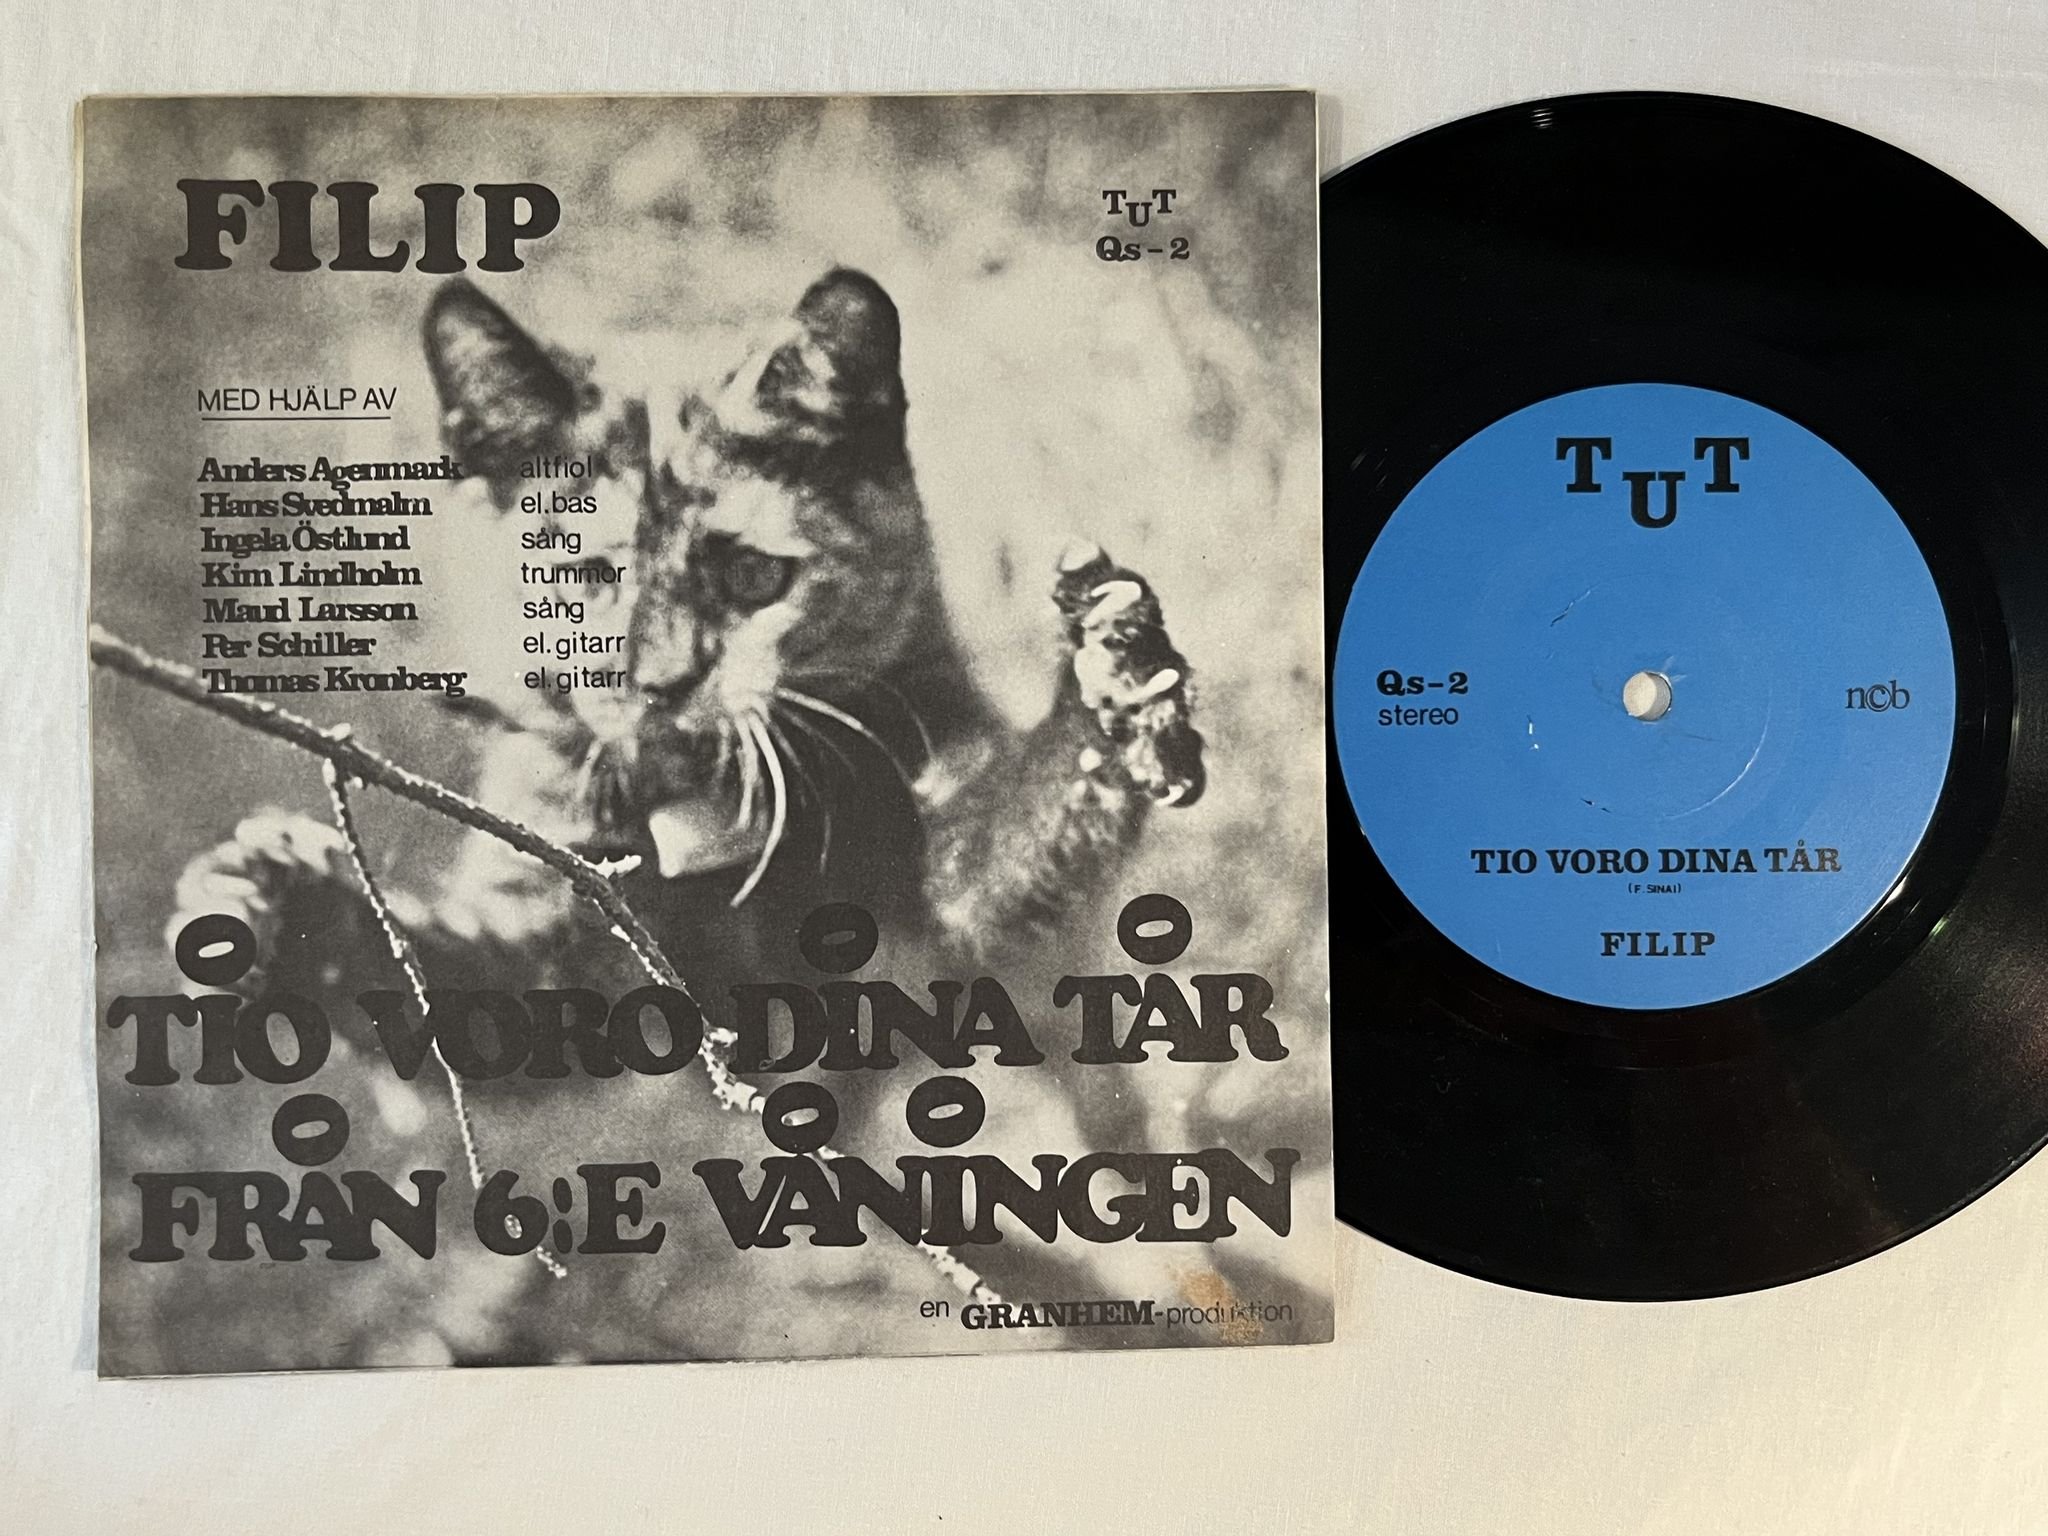 FILIP
TUT
Qs-2
MED HJÄLP AV
Anders Agenmark altfiol
Hans Svedmalm el.bas
Ingela Östlund sång
Kim Lindholm trummor
Maud Larsson sång
Per Schiller el.gitarr
Thomas Kronberg el.gitarr
TIO VORO DINA TÅR
FRÅN 6:E VÅNINGEN
en GRANHEM-produktion
TUT
Qs-2
stereo
ncb
TIO VORO DINA TÅR
(F. SINAI)
FILIP